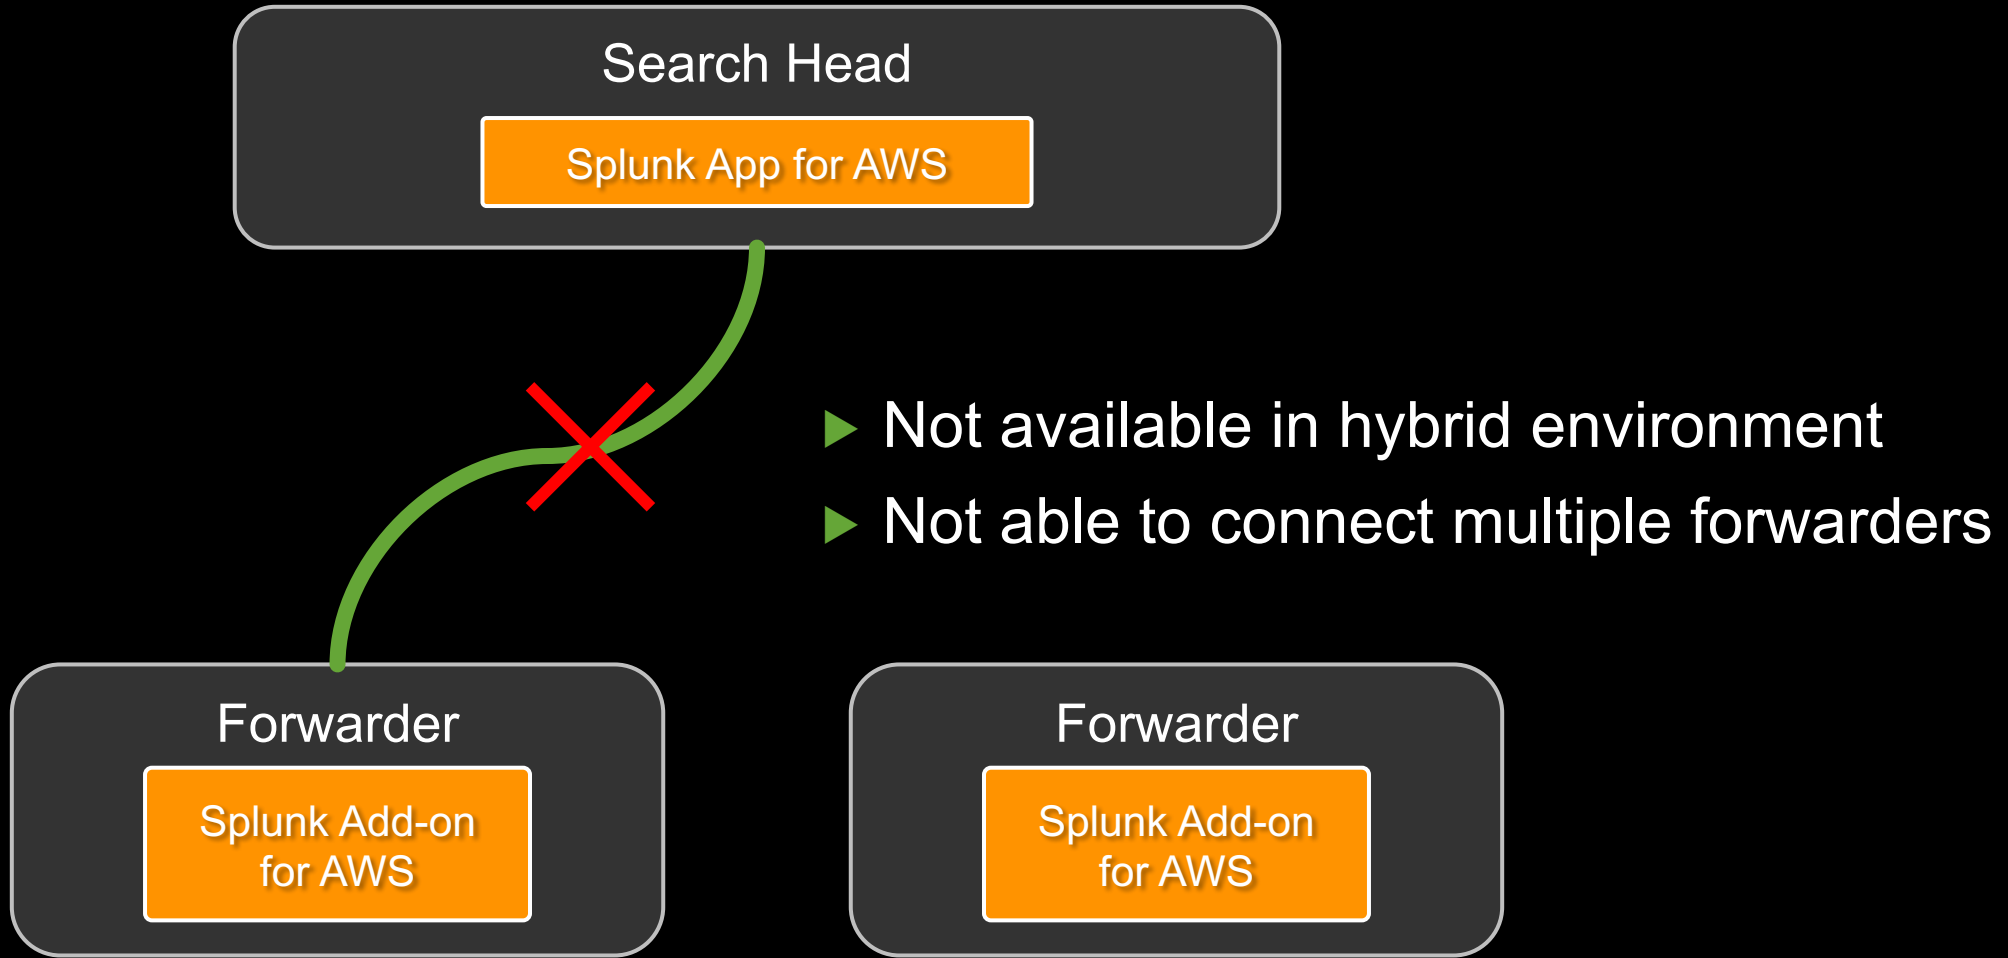 Search Head
Splunk App for AWS
Not available in hybrid environment
Not able to connect multiple forwarders
Forwarder
Splunk Add-on
for AWS
Forwarder
Splunk Add-on
for AWS